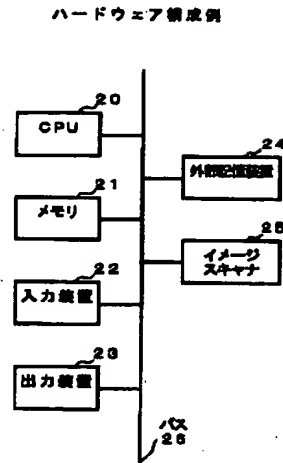 ハードウェア構成例
20
CPU
21
メモリ
22
入力装置
23
出力装置
24
外部記憶装置
25
イメージ
スキャナ
バス
26